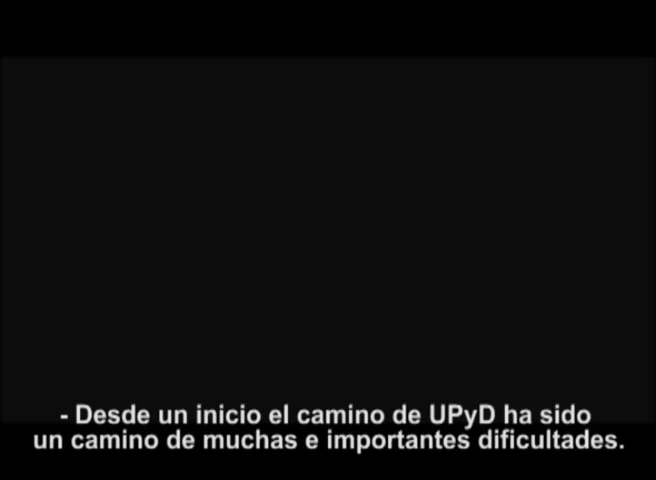 - Desde un inicio el camino de UPyD ha sido
un camino de muchas e importantes dificultades.